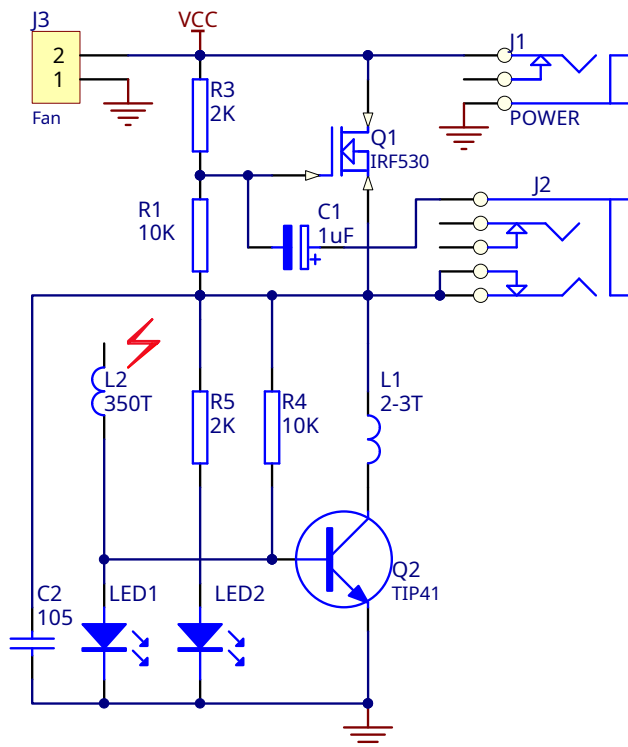 J3
VCC
J1
2
1
Fan
R3
2K
Q1
IRF530
POWER
R1
10K
C1
1uF
+
J2
L2
350T
R5
2K
R4
10K
L1
2-3T
C2
105
LED1
LED2
Q2
TIP41